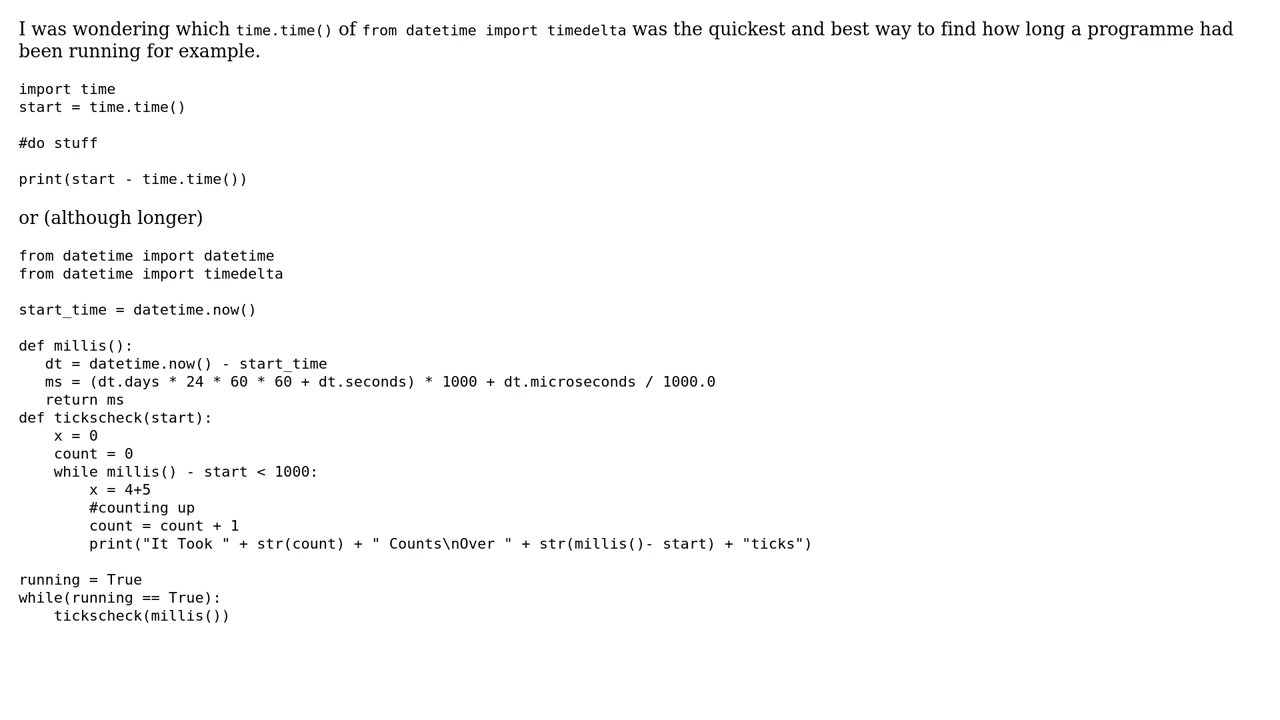 I was wondering which time.time() of from datetime import timedelta was the quickest and best way to find how long a programme had
been running for example.
import time
start = time.time()
#do stuff
print(start - time.time())
or (although longer)
from datetime import datetime
from datetime import timedelta
start_time = datetime.now()
def millis():
   dt = datetime.now() - start_time
   ms = (dt.days * 24 * 60 * 60 + dt.seconds) * 1000 + dt.microseconds / 1000.0
   return ms
def tickscheck(start):
    x = 0
    count = 0
    while millis() - start < 1000:
        x = 4+5
        #counting up
        count = count + 1
        print("It Took " + str(count) + " Counts\nOver " + str(millis()- start) + "ticks")
running = True
while(running == True):
    tickscheck(millis())